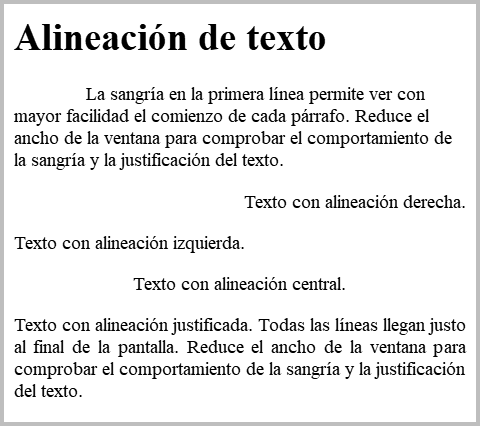 Alineación de texto
La sangría en la primera línea permite ver con
mayor facilidad el comienzo de cada párrafo. Reduce el
ancho de la ventana para comprobar el comportamiento de
la sangría y la justificación del texto.
Texto con alineación derecha.
Texto con alineación izquierda.
Texto con alineación central.
Texto con alineación justificada. Todas las líneas llegan justo
al final de la pantalla. Reduce el ancho de la ventana para
comprobar el comportamiento de la sangría y la justificación
del texto.